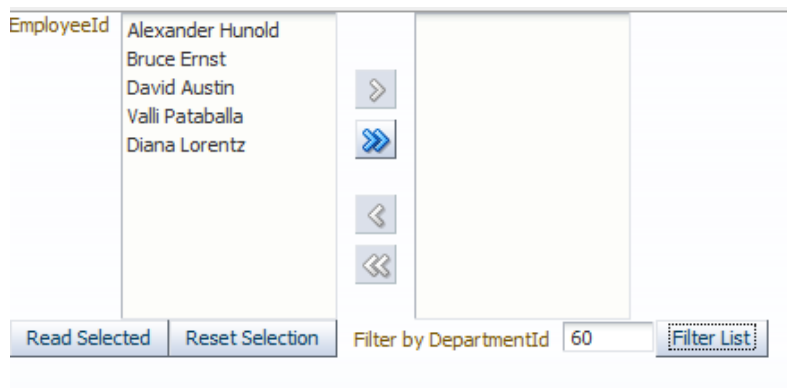 EmployeeId
Alexander Hunold
Bruce Ernst
David Austin
Valli Pataballa
Diana Lorentz
Read Selected
Reset Selection
Filter by DepartmentId
60
Filter List